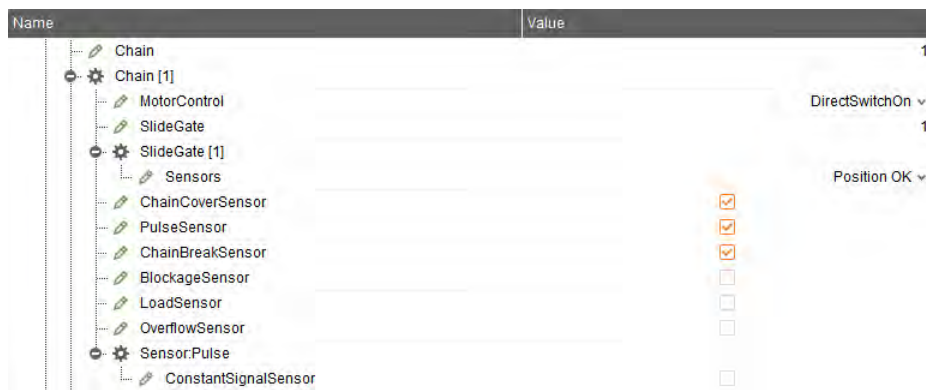 Name Value
Chain 1
Chain [1]
MotorControl DirectSwitchOn
SlideGate 1
SlideGate [1]
Sensors Position OK
ChainCoverSensor
PulseSensor
ChainBreakSensor
BlockageSensor
LoadSensor
OverflowSensor
Sensor:Pulse
ConstantSignalSensor